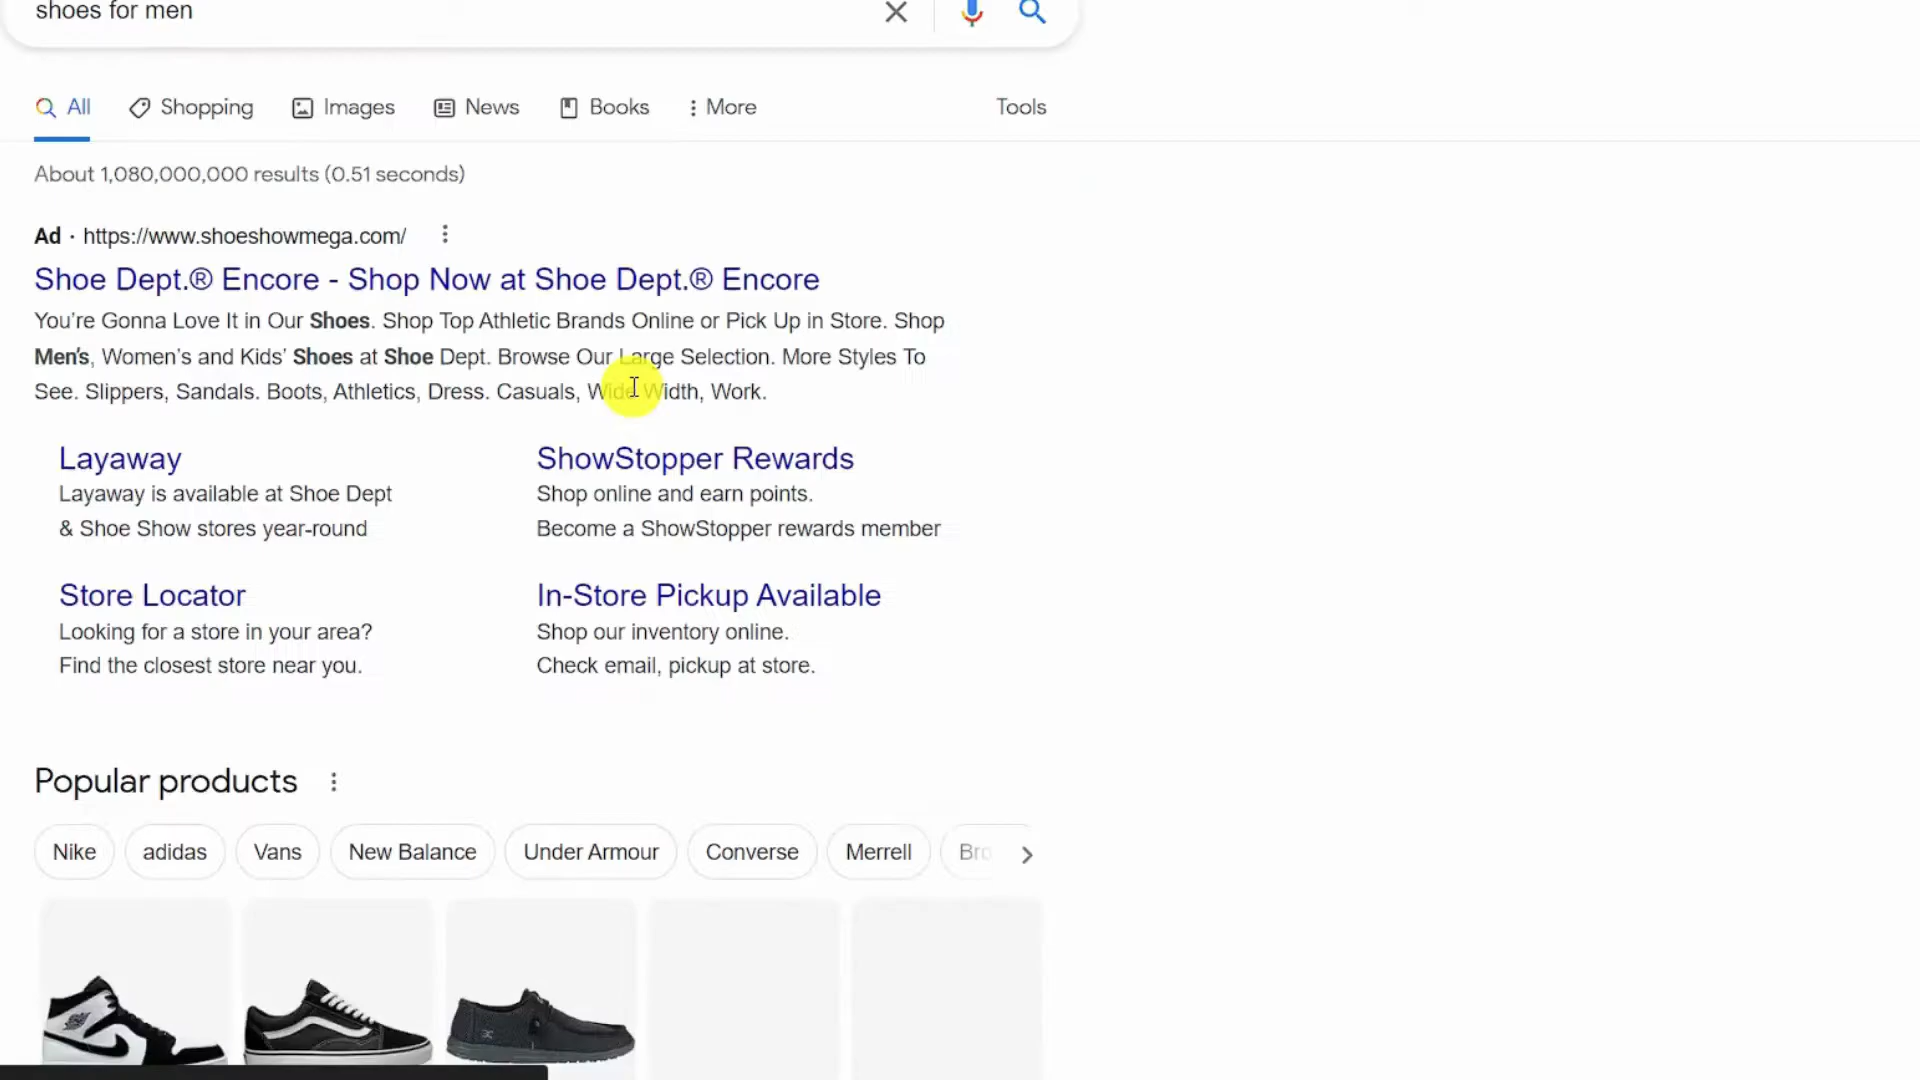 shoes for men
All Shopping Images News Books More Tools
About 1,080,000,000 results (0.51 seconds)
Ad · https://www.shoeshowmega.com/
Shoe Dept.® Encore - Shop Now at Shoe Dept.® Encore
You’re Gonna Love It in Our Shoes. Shop Top Athletic Brands Online or Pick Up in Store. Shop
Men’s, Women’s and Kids’ Shoes at Shoe Dept. Browse Our Large Selection. More Styles To
See. Slippers, Sandals. Boots, Athletics, Dress. Casuals, Wide Width, Work.
Layaway
Layaway is available at Shoe Dept
& Shoe Show stores year-round
ShowStopper Rewards
Shop online and earn points.
Become a ShowStopper rewards member
Store Locator
Looking for a store in your area?
Find the closest store near you.
In-Store Pickup Available
Shop our inventory online.
Check email, pickup at store.
Popular products
Nike adidas Vans New Balance Under Armour Converse Merrell